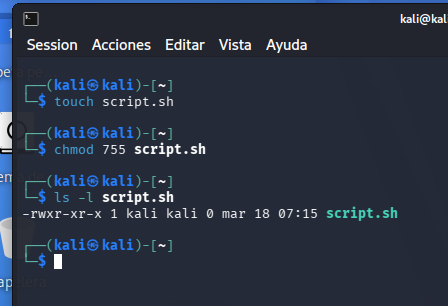 kali@kal
Session Acciones Editar Vista Ayuda
┌──(kali㉿kali)-[~]
└─$ touch script.sh
┌──(kali㉿kali)-[~]
└─$ chmod 755 script.sh
┌──(kali㉿kali)-[~]
└─$ ls -l script.sh
-rwxr-xr-x 1 kali kali 0 mar 18 07:15 script.sh
┌──(kali㉿kali)-[~]
└─$